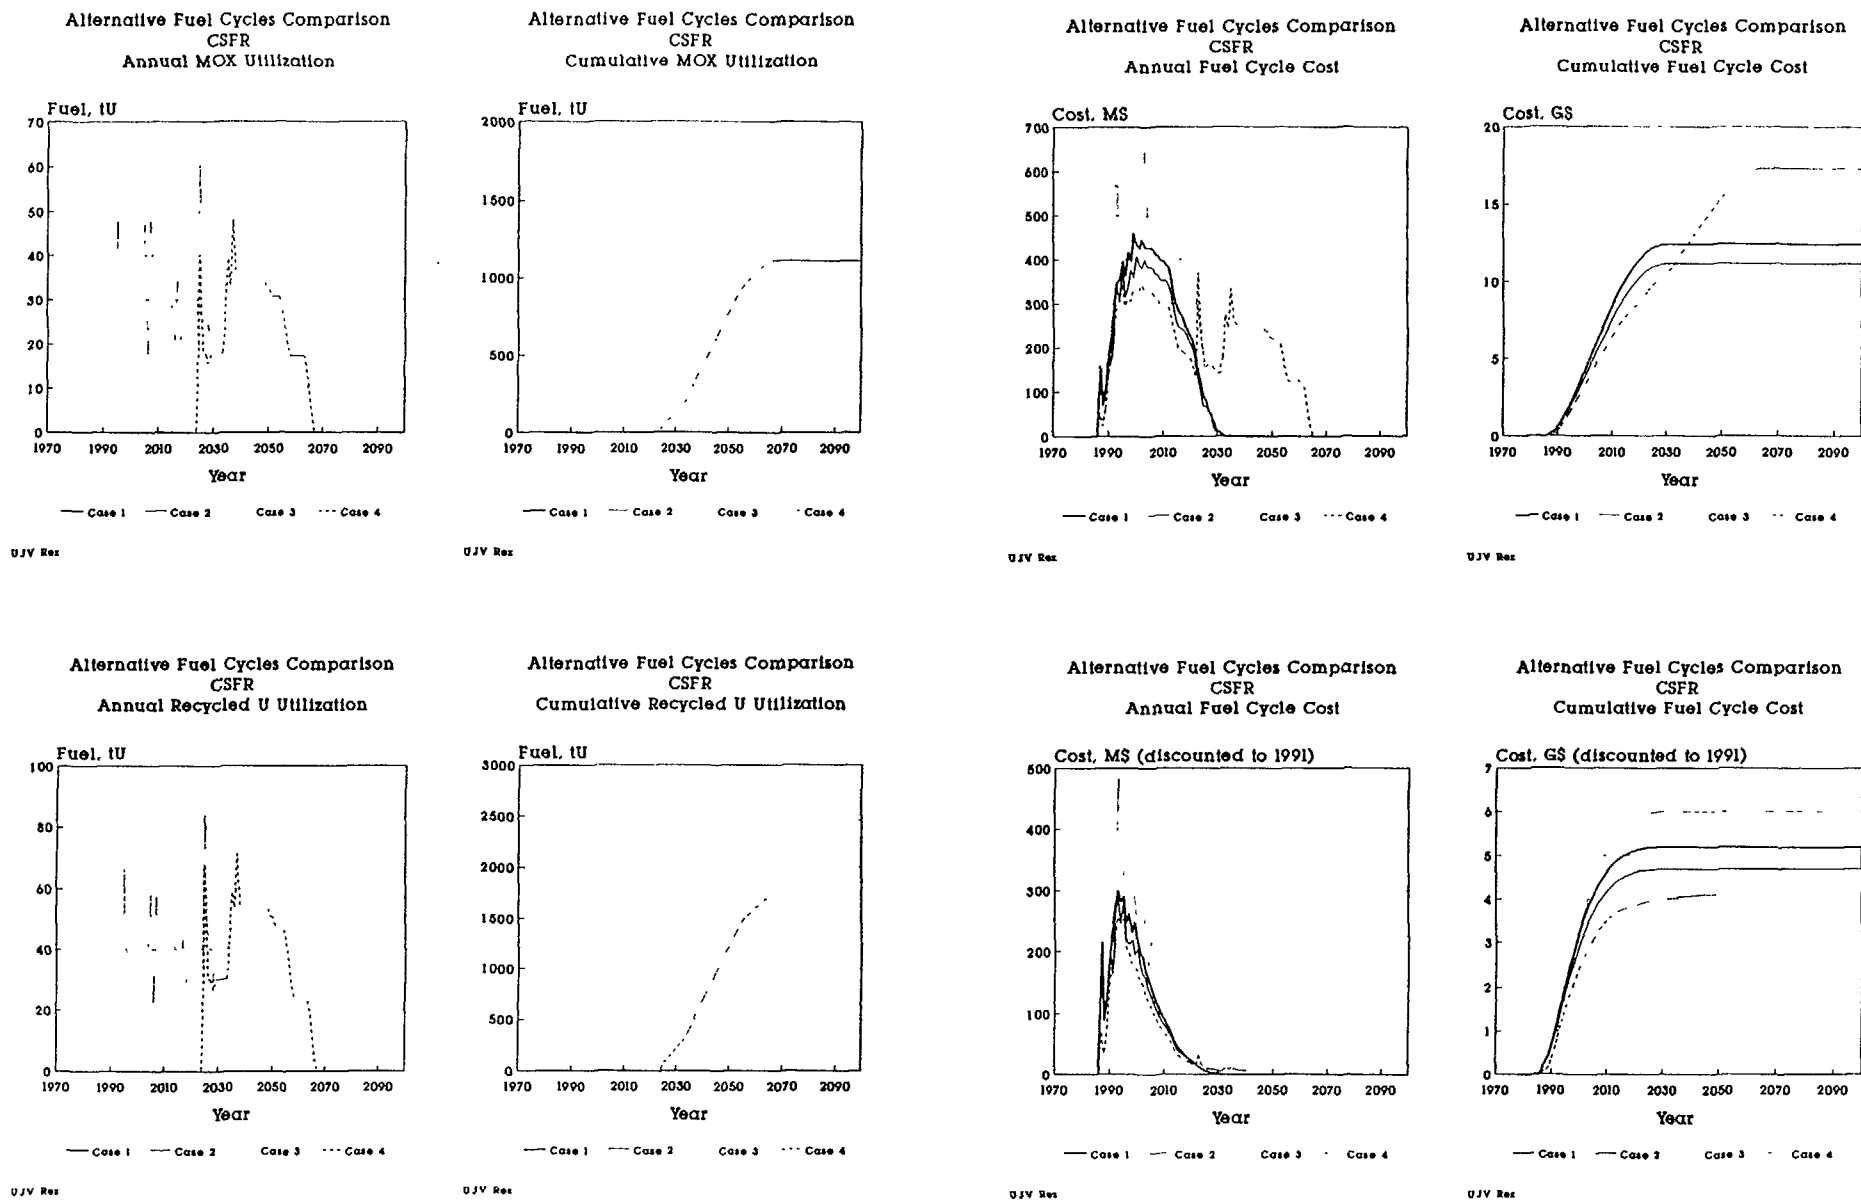 Alternative Fuel Cycles Comparison
CSFR
Annual MOX Utilization
Fuel, tU
70
60
50
40
30
20
10
0
1970 1990 2010 2030 2050 2070 2090
Year
Case 1 Case 2 Case 3 Case 4
UJV Rez
Alternative Fuel Cycles Comparison
CSFR
Cumulative MOX Utilization
Fuel, tU
2000
1500
1000
500
0
1970 1990 2010 2030 2050 2070 2090
Year
Case 1 Case 2 Case 3 Case 4
UJV Rez
Alternative Fuel Cycles Comparison
CSFR
Annual Fuel Cycle Cost
Cost, M$
700
600
500
400
300
200
100
0
1970 1990 2010 2030 2050 2070 2090
Year
Case 1 Case 2 Case 3 Case 4
UJV Rez
Alternative Fuel Cycles Comparison
CSFR
Cumulative Fuel Cycle Cost
Cost, G$
20
15
10
5
0
1970 1990 2010 2030 2050 2070 2090
Year
Case 1 Case 2 Case 3 Case 4
UJV Rez
Alternative Fuel Cycles Comparison
CSFR
Annual Recycled U Utilization
Fuel, tU
100
80
60
40
20
0
1970 1990 2010 2030 2050 2070 2090
Year
Case 1 Case 2 Case 3 Case 4
UJV Rez
Alternative Fuel Cycles Comparison
CSFR
Cumulative Recycled U Utilization
Fuel, tU
3000
2500
2000
1500
1000
500
0
1970 1990 2010 2030 2050 2070 2090
Year
Case 1 Case 2 Case 3 Case 4
UJV Rez
Alternative Fuel Cycles Comparison
CSFR
Annual Fuel Cycle Cost
Cost, M$ (discounted to 1991)
500
400
300
200
100
0
1970 1990 2010 2030 2050 2070 2090
Year
Case 1 Case 2 Case 3 Case 4
UJV Rez
Alternative Fuel Cycles Comparison
CSFR
Cumulative Fuel Cycle Cost
Cost, G$ (discounted to 1991)
7
6
5
4
3
2
1
0
1970 1990 2010 2030 2050 2070 2090
Year
Case 1 Case 2 Case 3 Case 4
UJV Rez